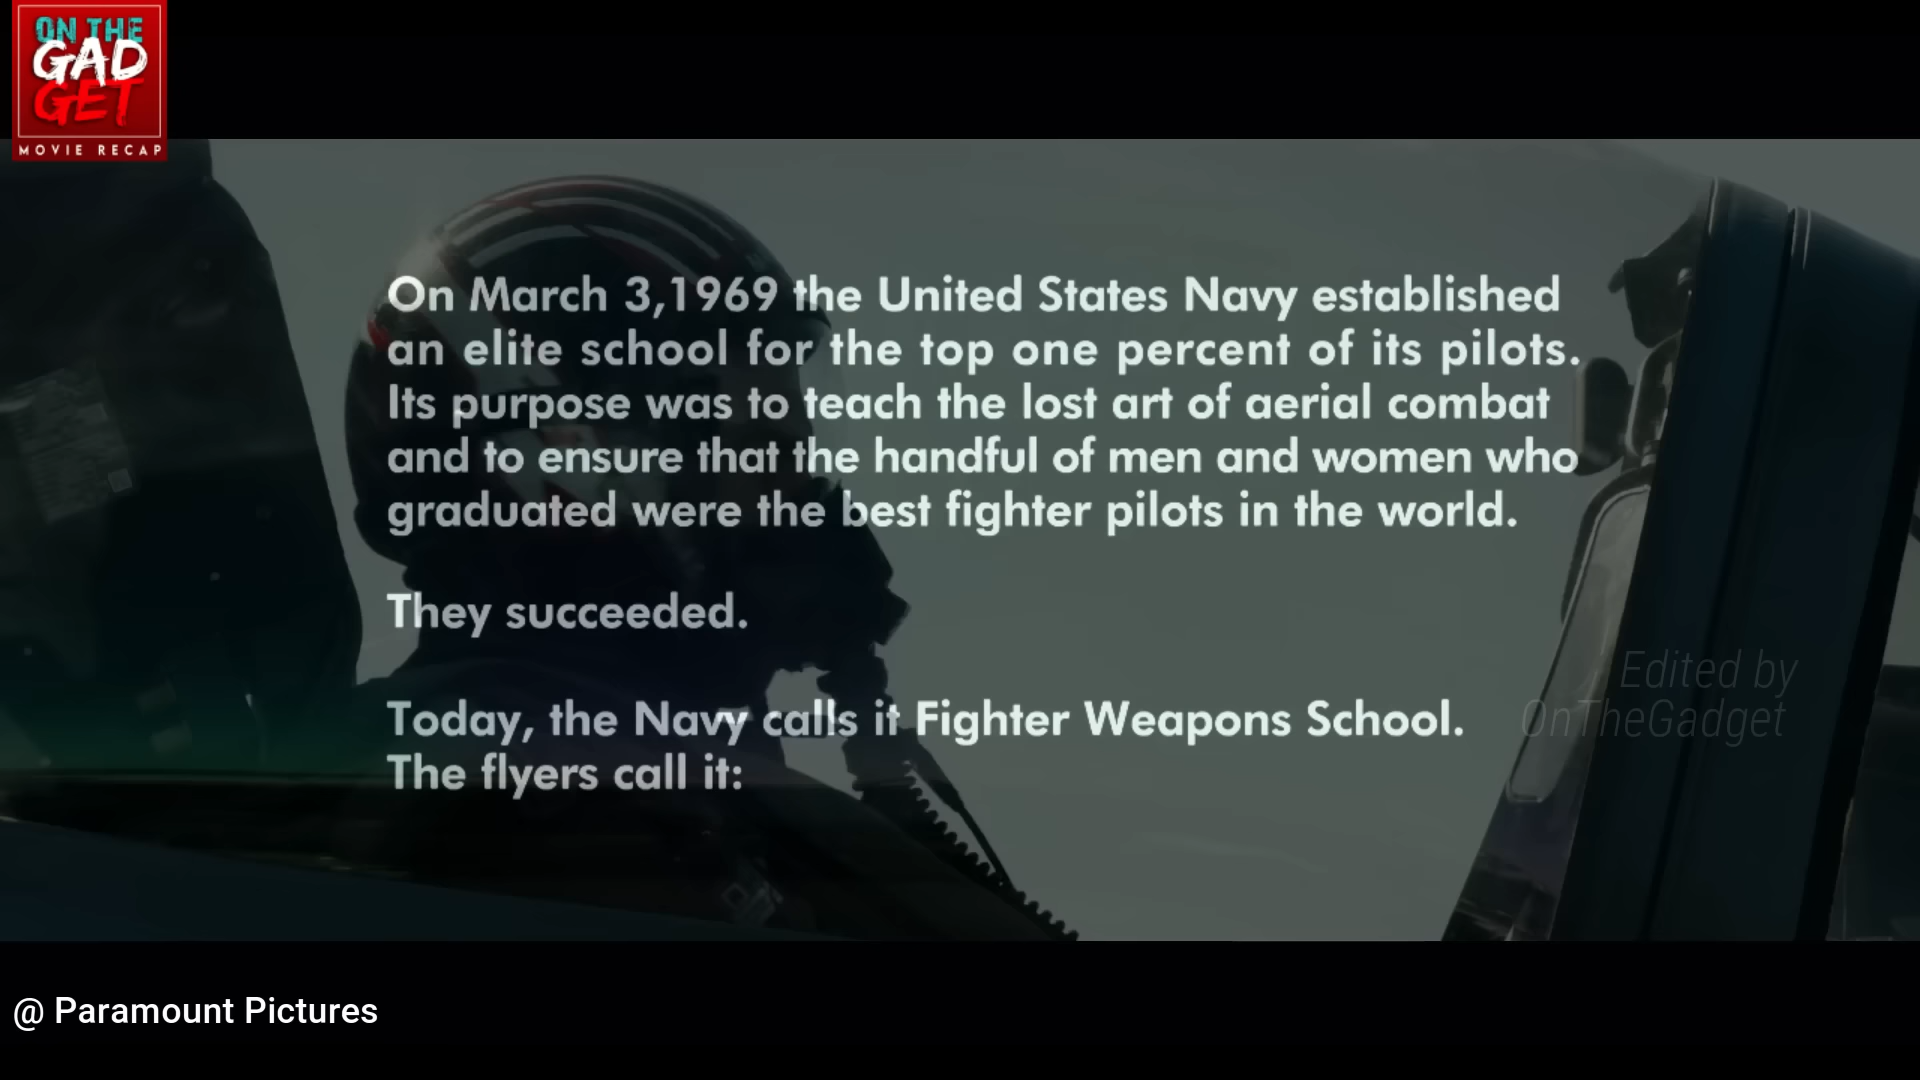 ON THE
GAD
GET
MOVIE RECAP
On March 3,1969 the United States Navy established
an elite school for the top one percent of its pilots.
Its purpose was to teach the lost art of aerial combat
and to ensure that the handful of men and women who
graduated were the best fighter pilots in the world.
They succeeded.
Edited by
OnTheGadget
Today, the Navy calls it Fighter Weapons School.
The flyers call it:
@ Paramount Pictures